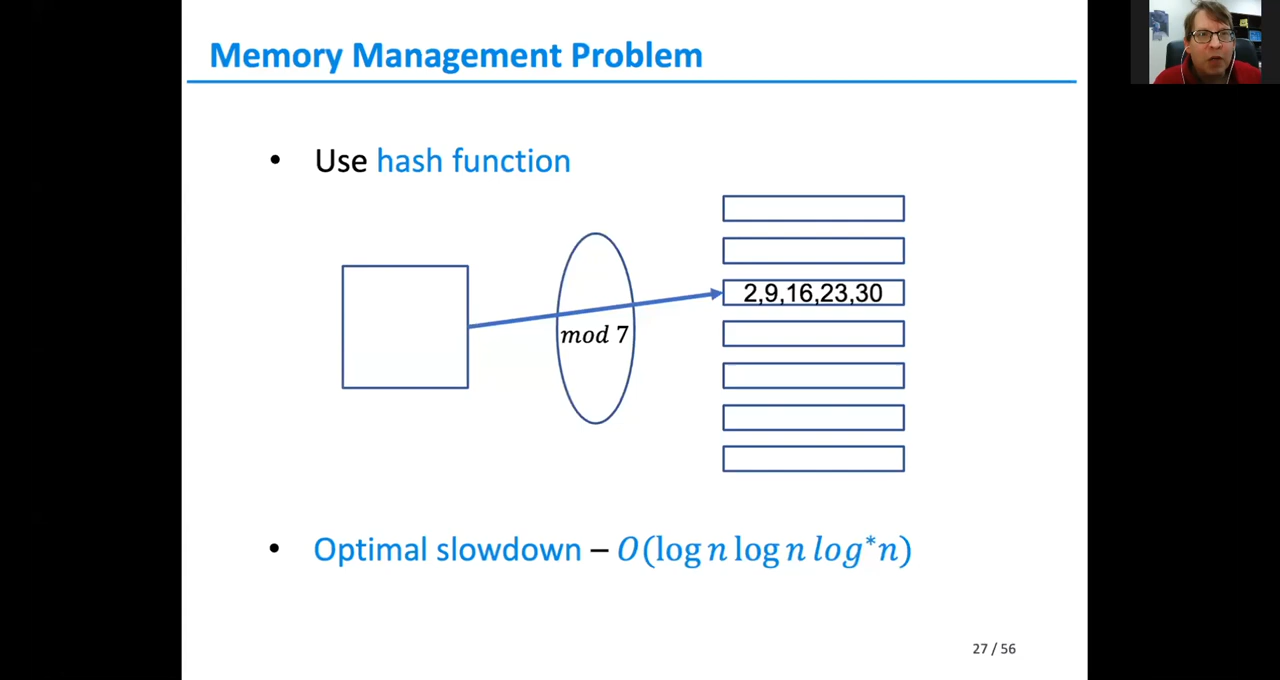 Memory Management Problem
• Use hash function
2,9,16,23,30
mod 7
• Optimal slowdown – O(log n log n log*n)
27 / 56